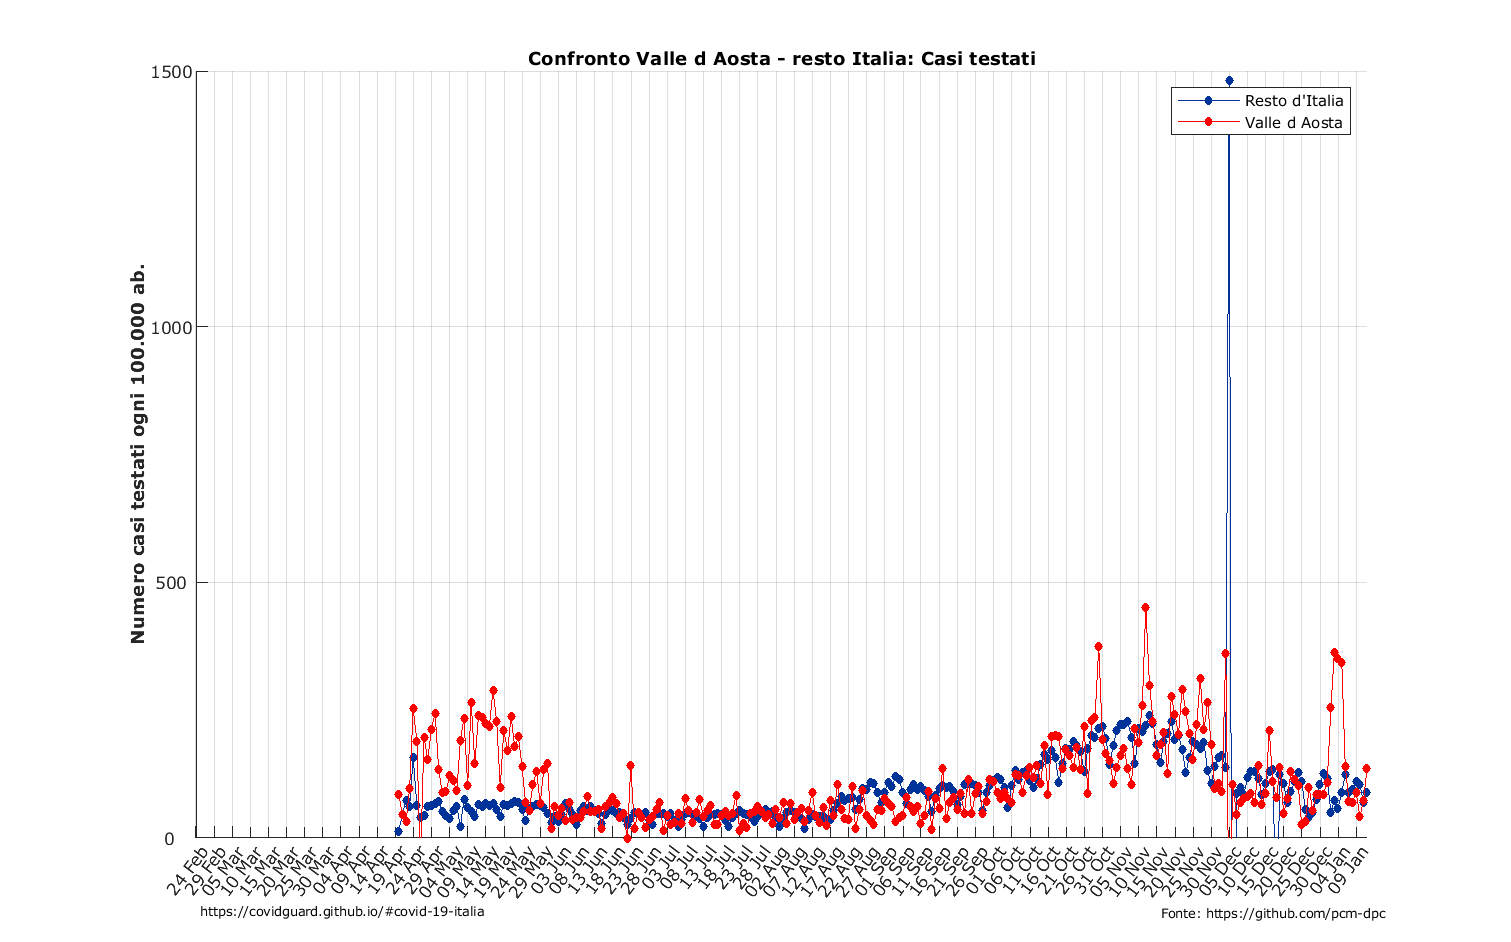 Confronto Valle d Aosta - resto Italia: Casi testati
1500
1000
500
0
Numero casi testati ogni 100.000 ab.
Resto d'Italia
Valle d Aosta
24 Feb
29 Feb
05 Mar
10 Mar
15 Mar
20 Mar
25 Mar
30 Mar
04 Apr
09 Apr
14 Apr
19 Apr
24 Apr
29 Apr
04 May
09 May
14 May
19 May
24 May
29 May
03 Jun
08 Jun
13 Jun
18 Jun
23 Jun
28 Jun
03 Jul
08 Jul
13 Jul
18 Jul
23 Jul
28 Jul
02 Aug
07 Aug
12 Aug
17 Aug
22 Aug
27 Aug
01 Sep
06 Sep
11 Sep
16 Sep
21 Sep
26 Sep
01 Oct
06 Oct
11 Oct
16 Oct
21 Oct
26 Oct
31 Oct
05 Nov
10 Nov
15 Nov
20 Nov
25 Nov
30 Nov
05 Dec
10 Dec
15 Dec
20 Dec
25 Dec
30 Dec
04 Jan
09 Jan
https://covidguard.github.io/#covid-19-italia
Fonte: https://github.com/pcm-dpc